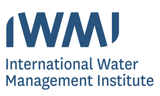 IWMI
International Water
Management Institute